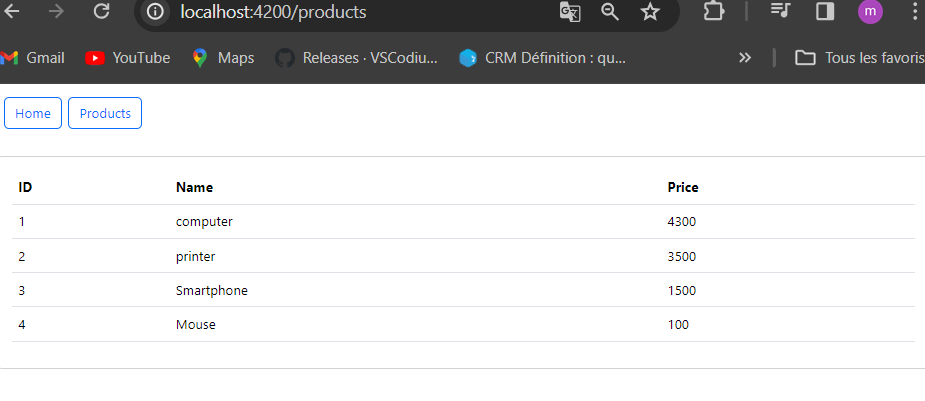 localhost:4200/products
m
Gmail YouTube Maps Releases · VSCodiu... CRM Définition : qu... » Tous les favoris
Home Products
ID Name Price
1 computer 4300
2 printer 3500
3 Smartphone 1500
4 Mouse 100